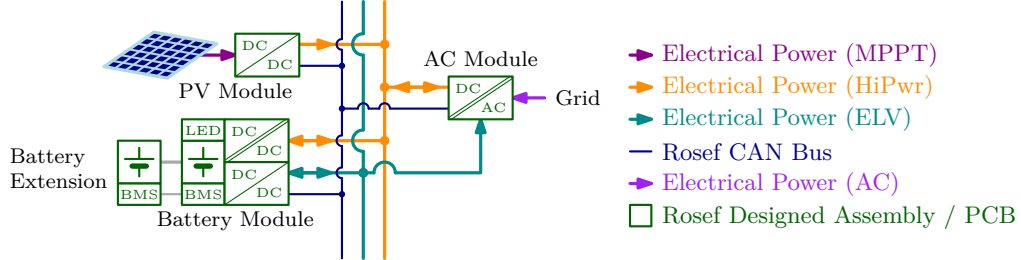 DC
DC
PV Module
AC Module
DC
AC
Grid
LED
DC
DC
DC
DC
Battery
Extension
BMS
BMS
Battery Module
Electrical Power (MPPT)
Electrical Power (HiPwr)
Electrical Power (ELV)
Rosef CAN Bus
Electrical Power (AC)
Rosef Designed Assembly / PCB